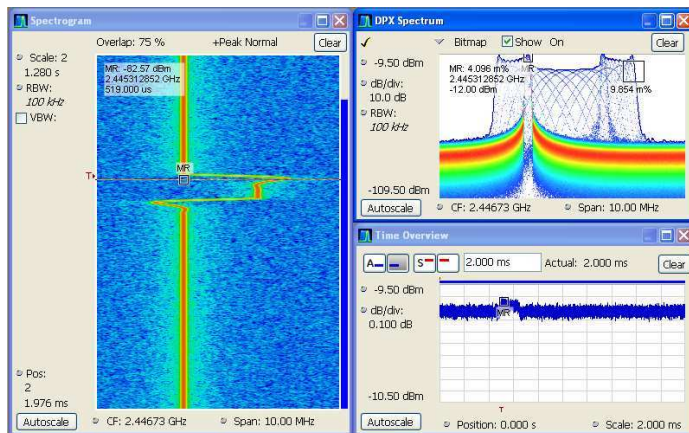 Spectrogram
Overlap: 75 %
+Peak Normal
Clear
Scale: 2
1.280 s
RBW:
100 kHz
VBW:
MR: -82.57 dBm
2.445312852 GHz
519.000 us
MR
T
Pos:
2
1.976 ms
Autoscale
CF: 2.44673 GHz
Span: 10.00 MHz
DPX Spectrum
Bitmap
Show
On
Clear
-9.50 dBm
dB/div:
10.0 dB
RBW:
100 kHz
MR: 4.096 m%
2.445312852 GHz
-12.00 dBm
MR
9.854 m%
-109.50 dBm
Autoscale
CF: 2.44673 GHz
Span: 10.00 MHz
Time Overview
A
S
2.000 ms
Actual: 2.000 ms
Clear
-9.50 dBm
dB/div:
0.100 dB
MR
-10.50 dBm
T
Autoscale
Position: 0.000 s
Scale: 2.000 ms